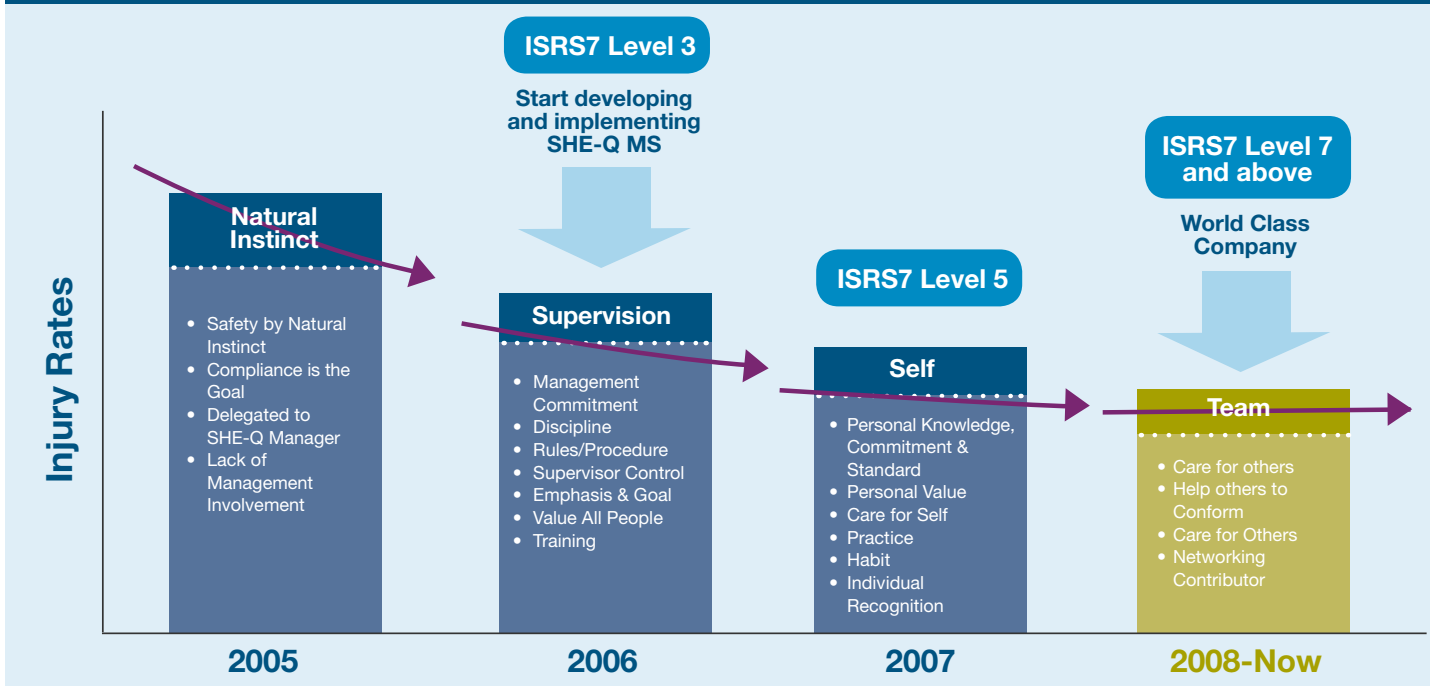 ISRS7 Level 3
Start developing
and implementing
SHE-Q MS
ISRS7 Level 7
and above
World Class
Company
ISRS7 Level 5
Injury Rates
Natural
Instinct
• Safety by Natural
Instinct
• Compliance is the
Goal
• Delegated to
SHE-Q Manager
• Lack of
Management
Involvement
Supervision
• Management
Commitment
• Discipline
• Rules/Procedure
• Supervisor Control
• Emphasis & Goal
• Value All People
• Training
Self
• Personal Knowledge,
Commitment &
Standard
• Personal Value
• Care for Self
• Practice
• Habit
• Individual
Recognition
Team
• Care for others
• Help others to
Conform
• Care for Others
• Networking
Contributor
2005
2006
2007
2008-Now